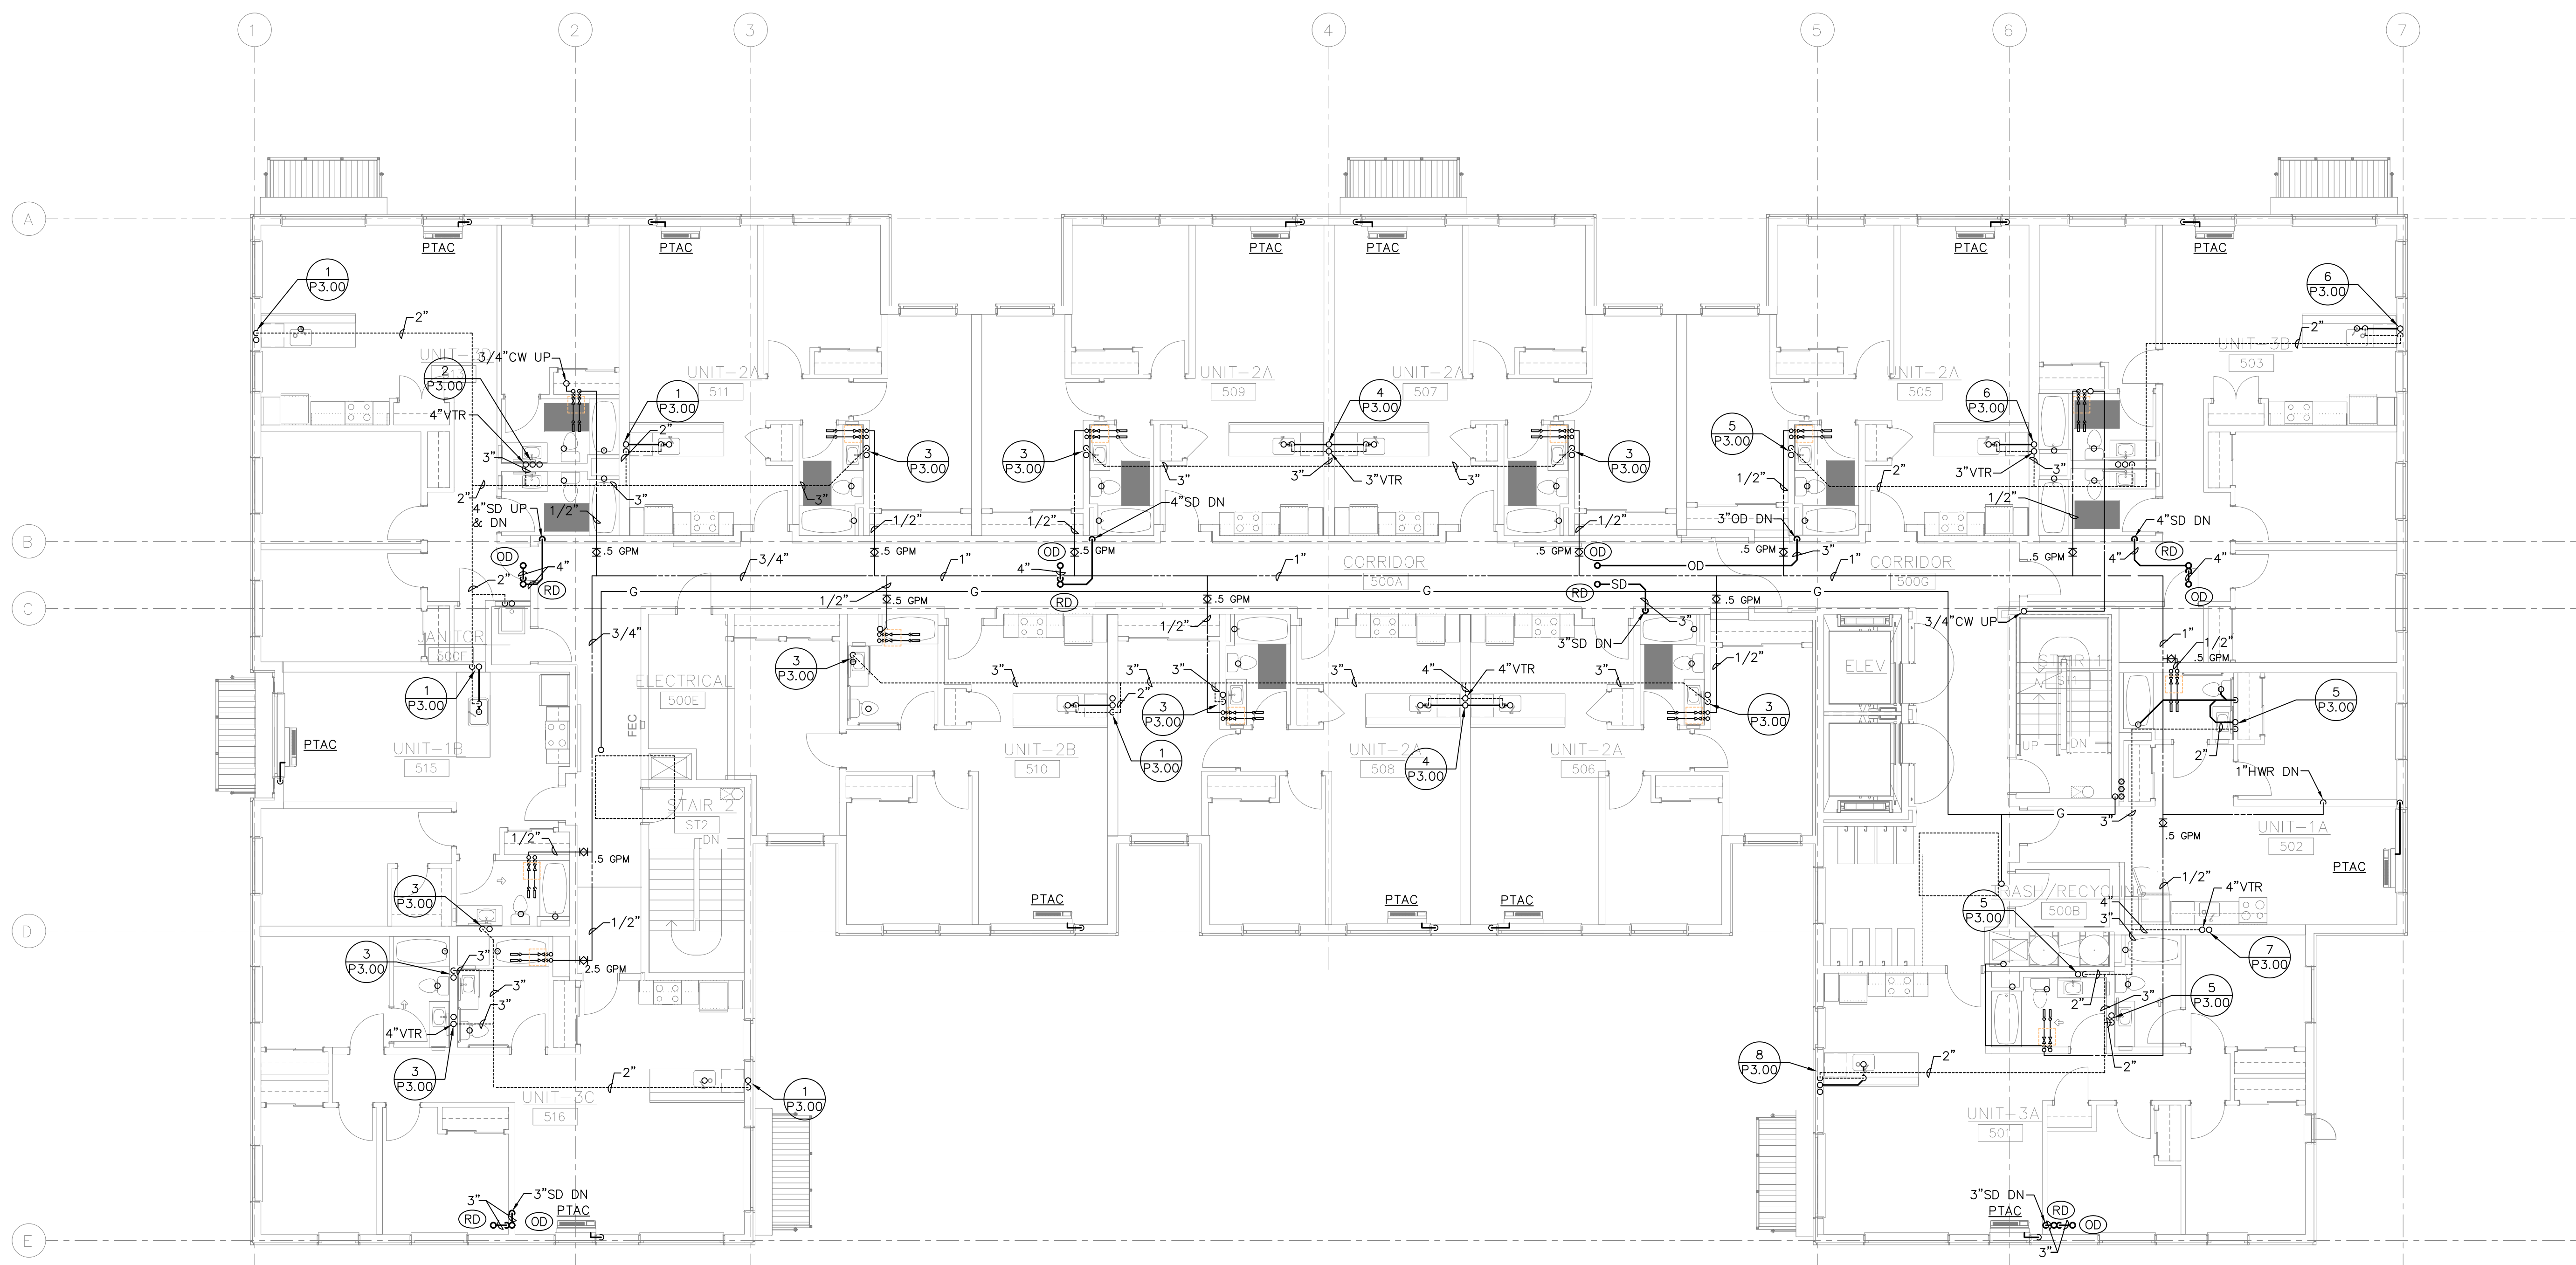 1
2
3
4
5
6
7
A
B
C
D
E
PTAC
PTAC
PTAC
PTAC
PTAC
PTAC
1
P3.00
2"
UNIT-3D
3/4"CW UP
2
P3.00
4"VTR
3"
2"
UNIT-2A
511
1
P3.00
2"
3"
3"
3
P3.00
UNIT-2A
509
3
P3.00
3"
4
P3.00
UNIT-2A
507
3"VTR
3"
3"
3
P3.00
5
P3.00
UNIT-2A
505
2"
6
P3.00
3"VTR
3"
6
P3.00
2"
UNIT-3B
503
4"SD UP
& DN
1/2"
1/2"
1/2"
4"SD DN
1/2"
1/2"
3"OD DN
3"
1/2"
4"SD DN
OD
4"
RD
.5 GPM
.5 GPM
OD
.5 GPM
.5 GPM
OD
.5 GPM
.5 GPM
4"
RD
4"
OD
2"
3/4"
1"
4"
1"
CORRIDOR
500A
OD
1"
CORRIDOR
500G
G
G
G
G
1/2"
.5 GPM
RD
.5 GPM
1/2"
RD
SD
3"
3"SD DN
.5 GPM
3/4"CW UP
3/4"
JANITOR
500F
1
P3.00
UNIT-1B
515
PTAC
ELECTRICAL
500E
FEC
STAIR 2
ST2
DN
3
P3.00
3"
3"
2"
UNIT-2B
510
1
P3.00
3"
3
P3.00
3"
4"
4"VTR
UNIT-2A
508
4
P3.00
UNIT-2A
506
3"
1/2"
3
P3.00
ELEV
STAIR 1
ST1
UP
DN
1"
1/2"
.5 GPM
5
P3.00
2"
1"HWR DN
3"
G
.5 GPM
UNIT-1A
502
PTAC
1/2"
.5 GPM
3
P3.00
1/2"
2.5 GPM
3
P3.00
3"
3"
3"
4"VTR
3
P3.00
2"
1
P3.00
UNIT-3C
516
3"
RD
3"SD DN
OD
PTAC
PTAC
PTAC
PTAC
TRASH/RECYCLING
500B
5
P3.00
4"
3"
1/2"
4"VTR
7
P3.00
2"
3"
5
P3.00
2"
8
P3.00
2"
UNIT-3A
501
3"SD DN
PTAC
RD
OD
3"